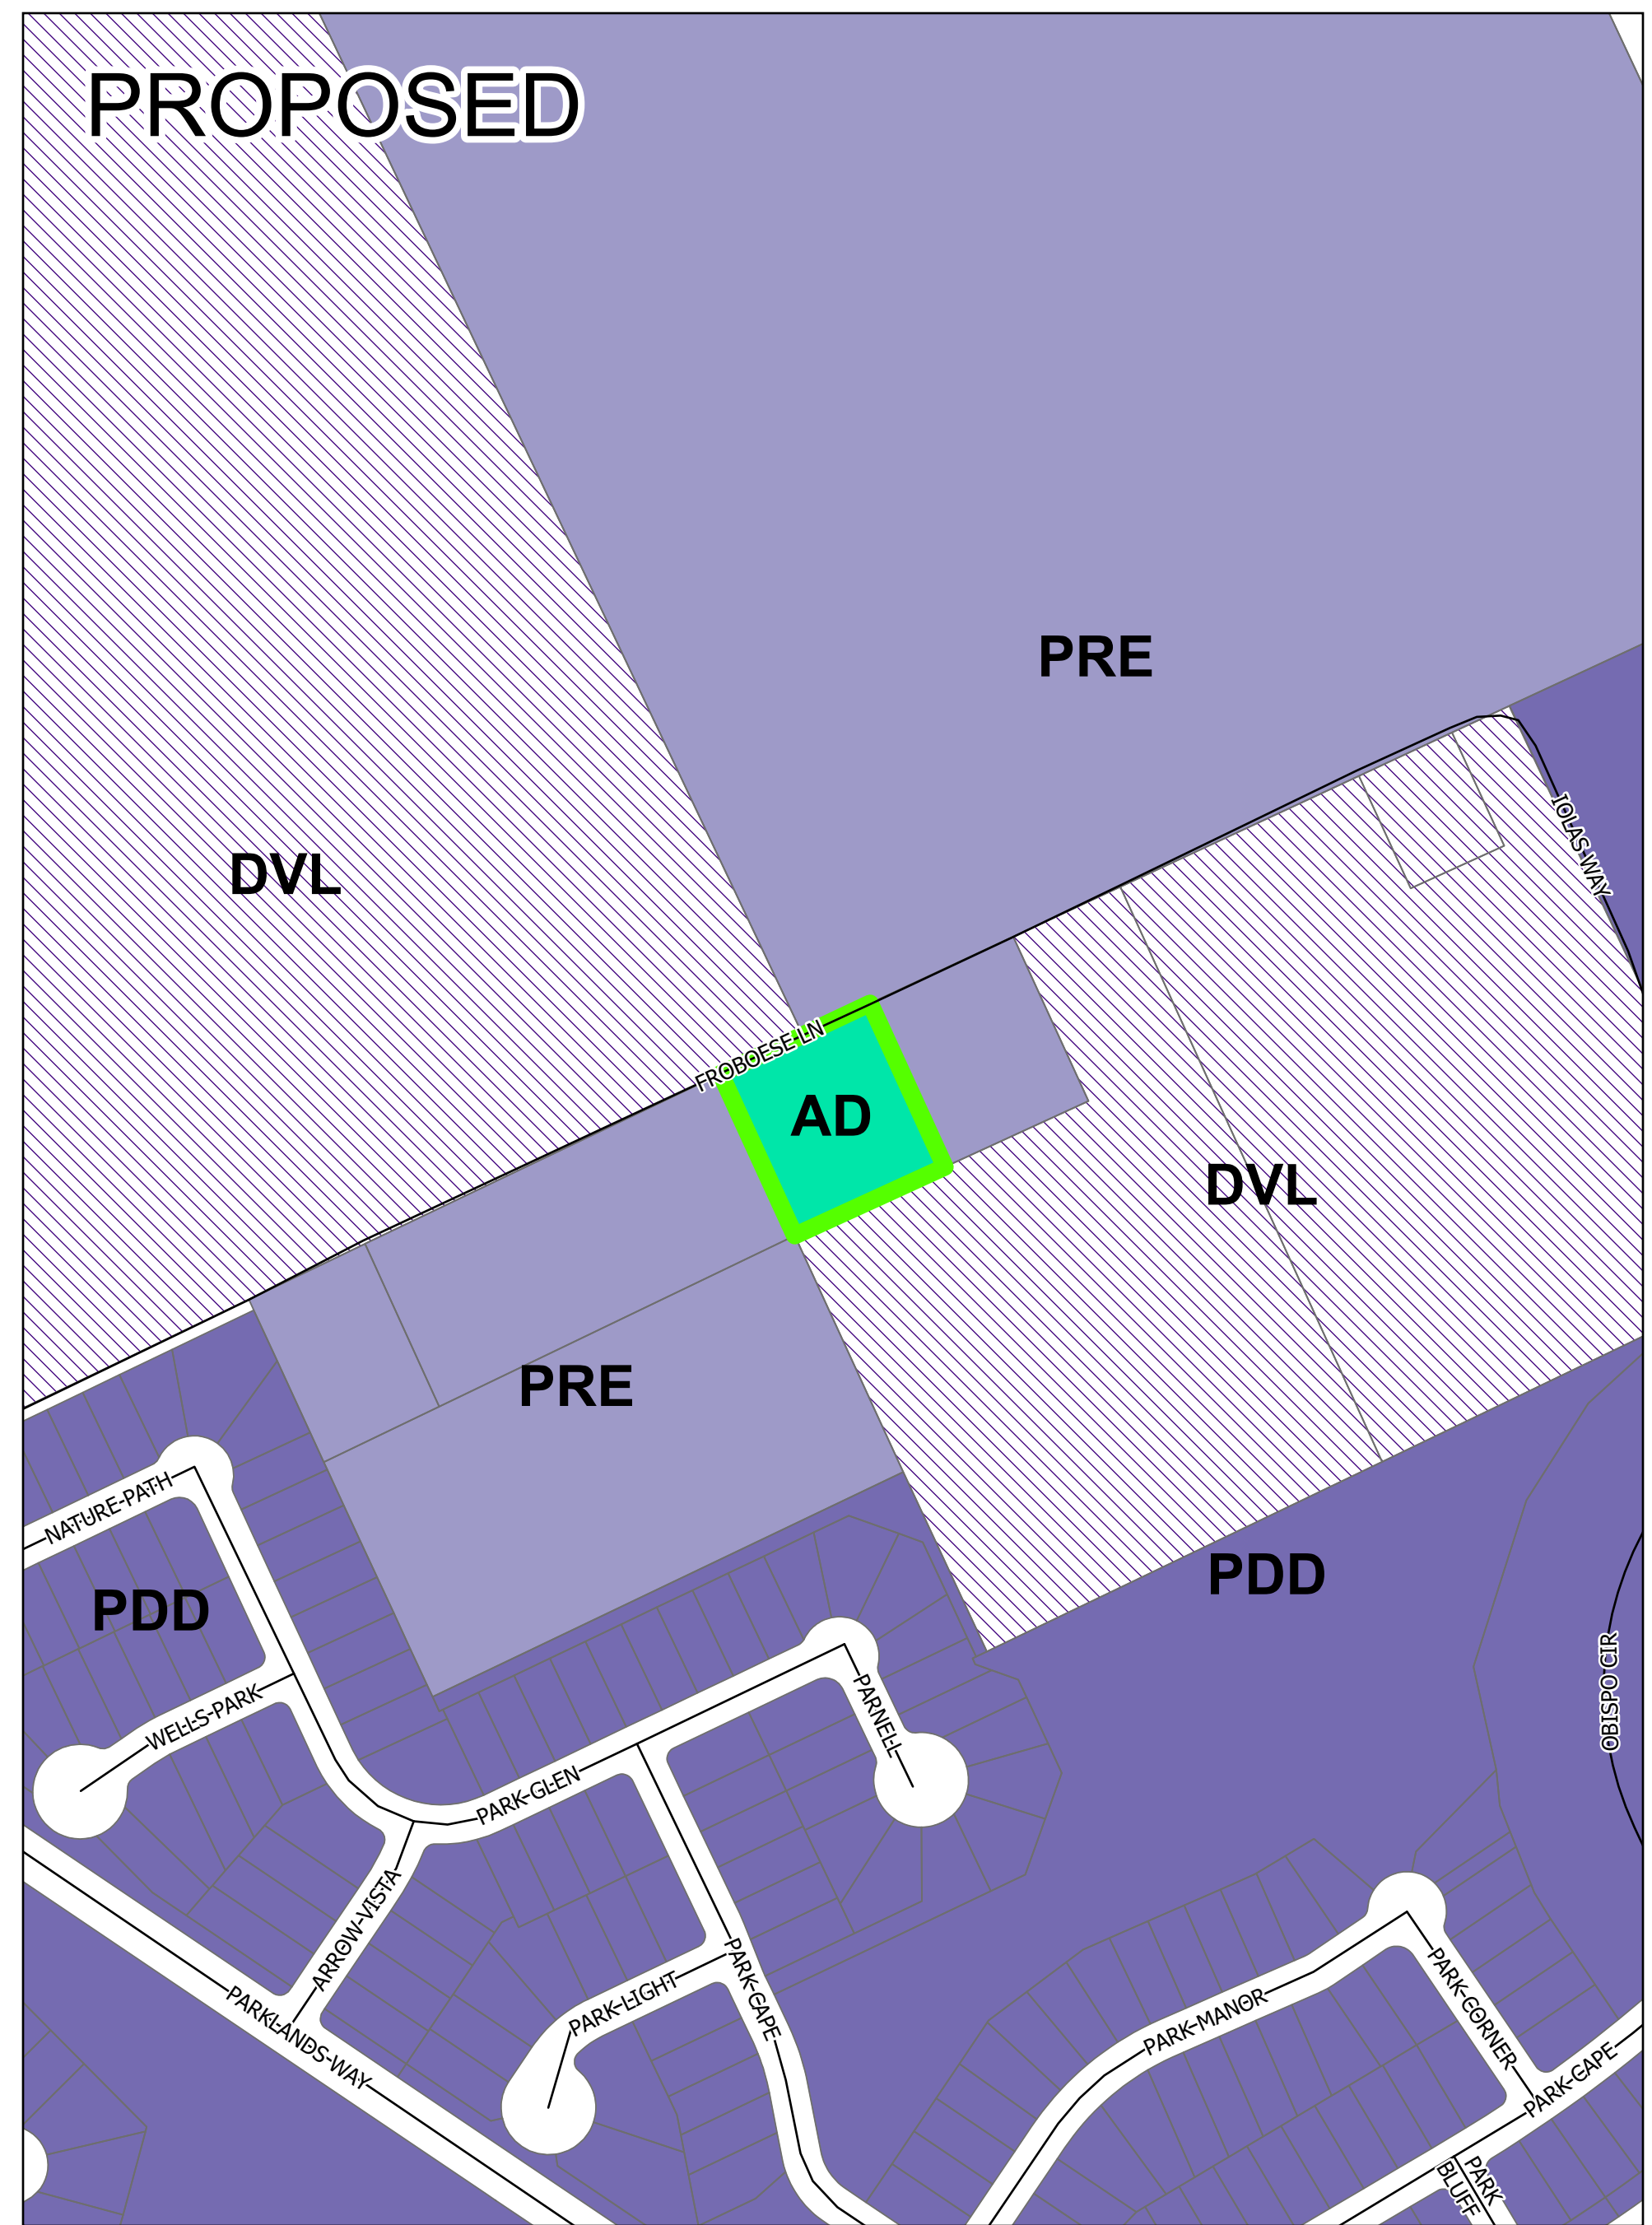 PROPOSED
PRE
IOLAS WAY
DVL
FROBOESE LN
AD
DVL
PRE
NATURE PATH
PDD
PDD
OBISPO CIR
WELLS PARK
PARNELL
PARK GLEN
ARROW VISTA
PARK LIGHT
PARK CAPE
PARKLANDS WAY
PARK MANOR
PARK CORNER
PARK CAPE
PARK
BLUFF